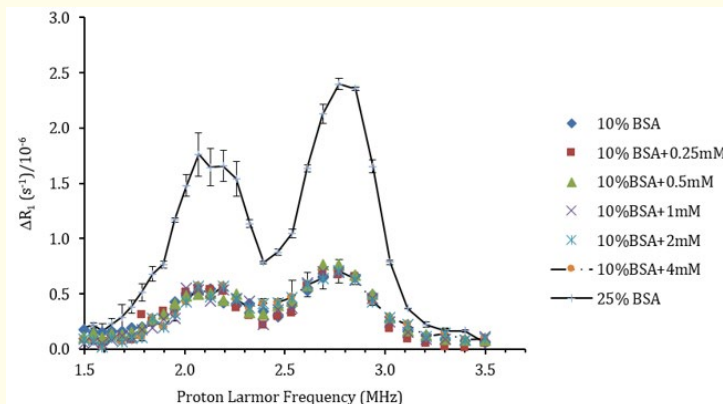 3.0
2.5
2.0
1.5
1.0
0.5
0.0
ΔR₁ (s⁻¹)/10⁻⁶
1.5 2.0 2.5 3.0 3.5
Proton Larmor Frequency (MHz)
10% BSA
10% BSA+0.25mM
10%BSA+0.5mM
10%BSA+1mM
10%BSA+2mM
10%BSA+4mM
25% BSA